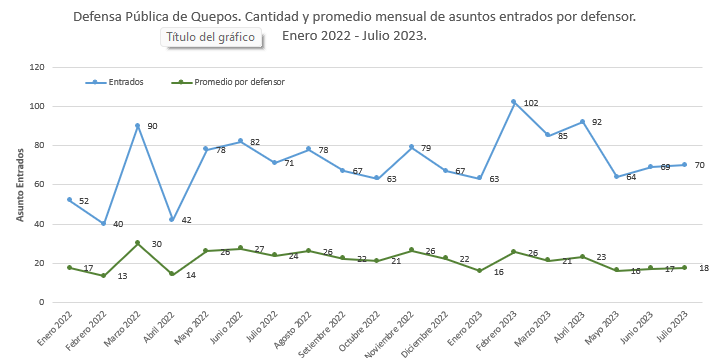 Defensa Pública de Quepos. Cantidad y promedio mensual de asuntos entrados por defensor.
Título del gráfico
Enero 2022 - Julio 2023.
120
100
80
60
40
20
0
Asunto Entrados
Entrados
Promedio por defensor
52
40
90
42
78
82
71
78
67
63
79
67
63
102
85
92
64
69
70
17
13
30
14
26
27
24
26
22
21
26
22
16
26
21
23
16
17
18
Enero 2022
Febrero 2022
Marzo 2022
Abril 2022
Mayo 2022
Junio 2022
Julio 2022
Agosto 2022
Setiembre 2022
Octubre 2022
Noviembre 2022
Diciembre 2022
Enero 2023
Febrero 2023
Marzo 2023
Abril 2023
Mayo 2023
Junio 2023
Julio 2023